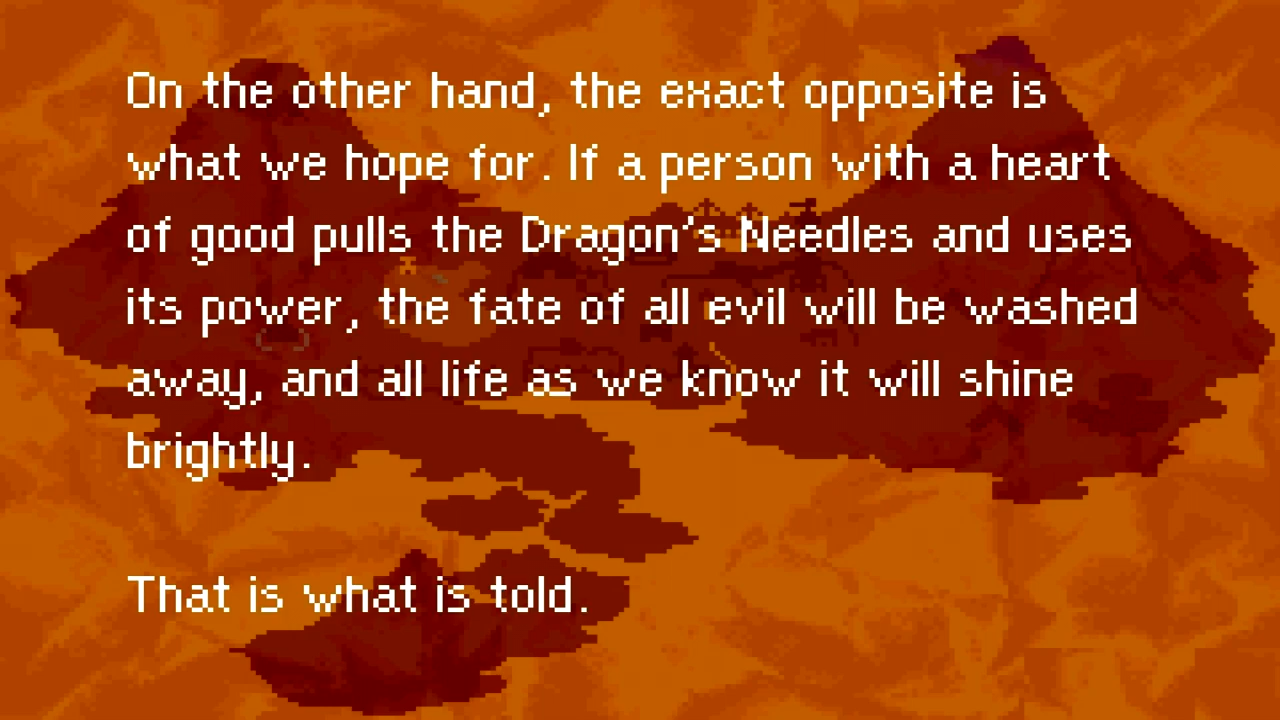 On the other hand, the exact opposite is
what we hope for. If a person with a heart
of good pulls the Dragon's Needles and uses
its power, the fate of all evil will be washed
away, and all life as we know it will shine
brightly.
That is what is told.